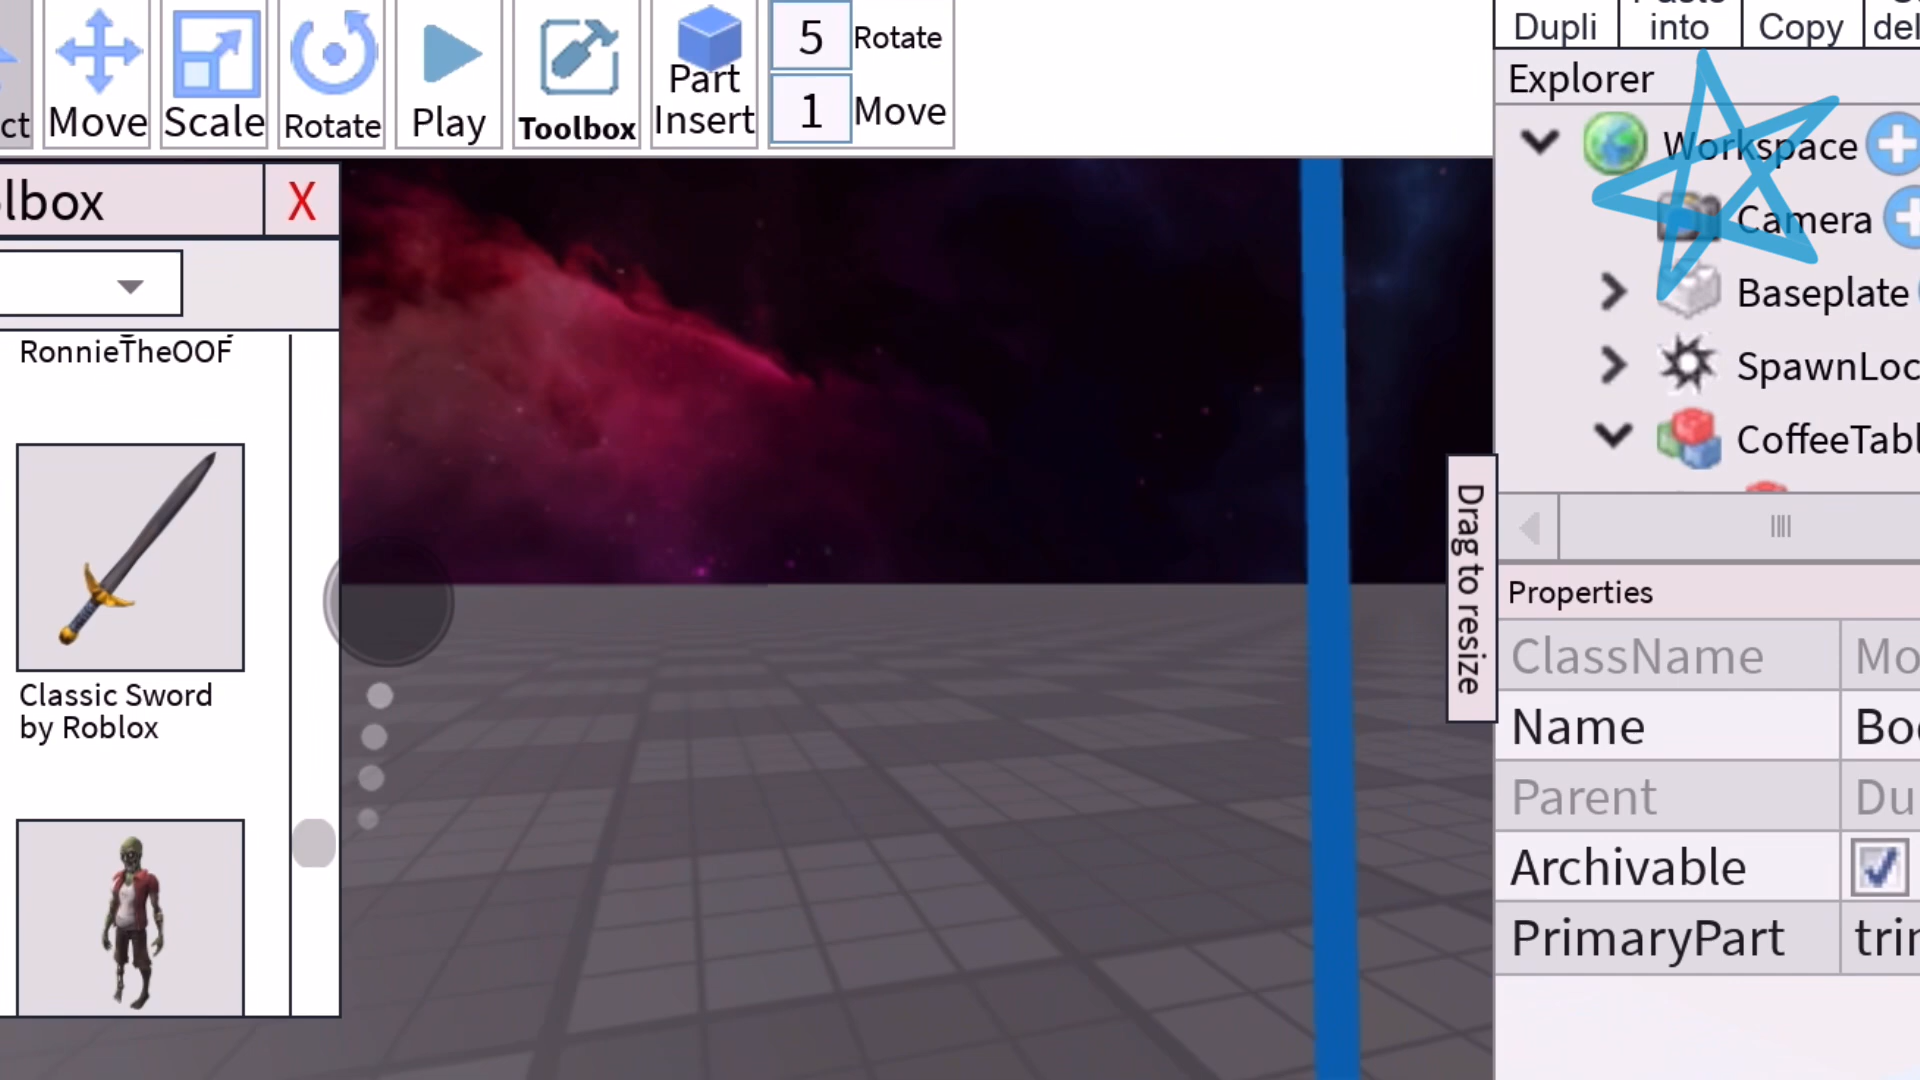 ct
Move
Scale
Rotate
Play
Toolbox
Part
Insert
5 Rotate
1 Move
Dupli
into
Copy
del
lbox
X
RonnieTheOOF
Classic Sword
by Roblox
Explorer
Workspace
Camera
Baseplate
SpawnLoc
CoffeeTabl
Drag to resize
Properties
ClassName Mo
Name Bo
Parent Du
Archivable
PrimaryPart trin